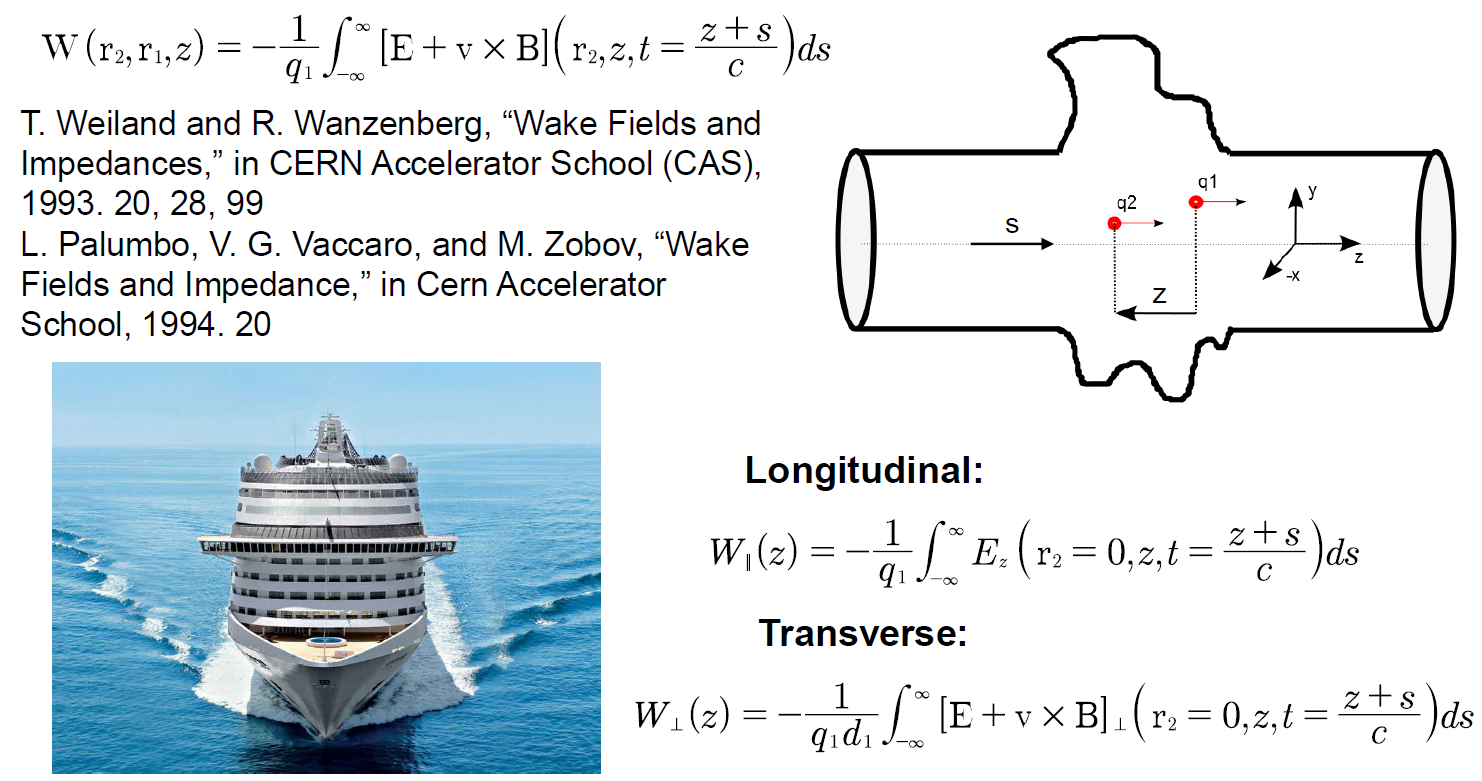 W (r₂, r₁, z) = −1/q₁ ∫_{−∞}^{∞} [E + v × B] (r₂, z, t = (z + s)/c) ds
T. Weiland and R. Wanzenberg, “Wake Fields and
Impedances,” in CERN Accelerator School (CAS),
1993. 20, 28, 99
L. Palumbo, V. G. Vaccaro, and M. Zobov, “Wake
Fields and Impedance,” in Cern Accelerator
School, 1994. 20
q1
q2
y
s
z
-x
Z
Longitudinal:
W_∥(z) = −1/q₁ ∫_{−∞}^{∞} E_z (r₂ = 0, z, t = (z + s)/c) ds
Transverse:
W_⊥(z) = −1/(q₁d₁) ∫_{−∞}^{∞} [E + v × B]_⊥ (r₂ = 0, z, t = (z + s)/c) ds